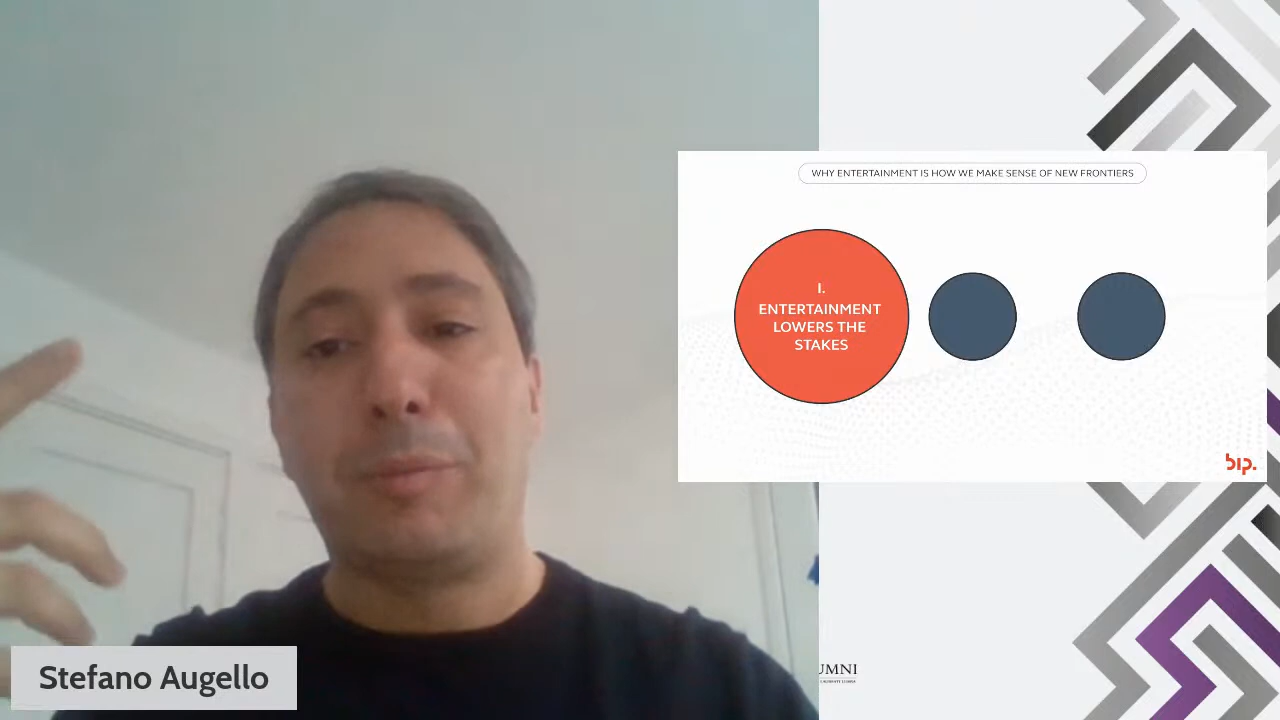 WHY ENTERTAINMENT IS HOW WE MAKE SENSE OF NEW FRONTIERS
I.
ENTERTAINMENT
LOWERS THE
STAKES
bip.
Stefano Augello
UMNI